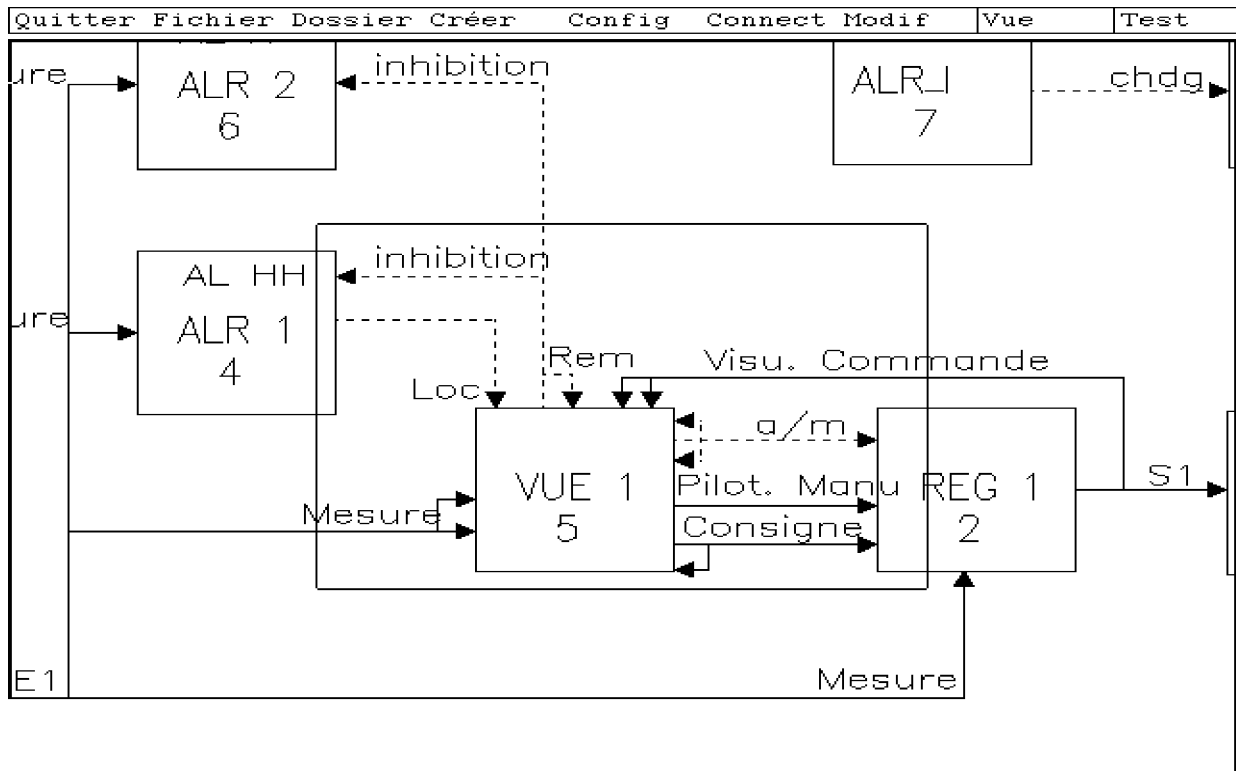 Quitter Fichier Dossier Créer Config Connect Modif Vue Test
ure
inhibition
ALR 2
6
ALR_I
7
chdg
inhibition
AL HH
ure
ALR 1
4
Rem
Visu. Commande
Loc
a/m
VUE 1
5
Pilot. Manu
REG 1
2
S1
Mesure
Consigne
E1
Mesure